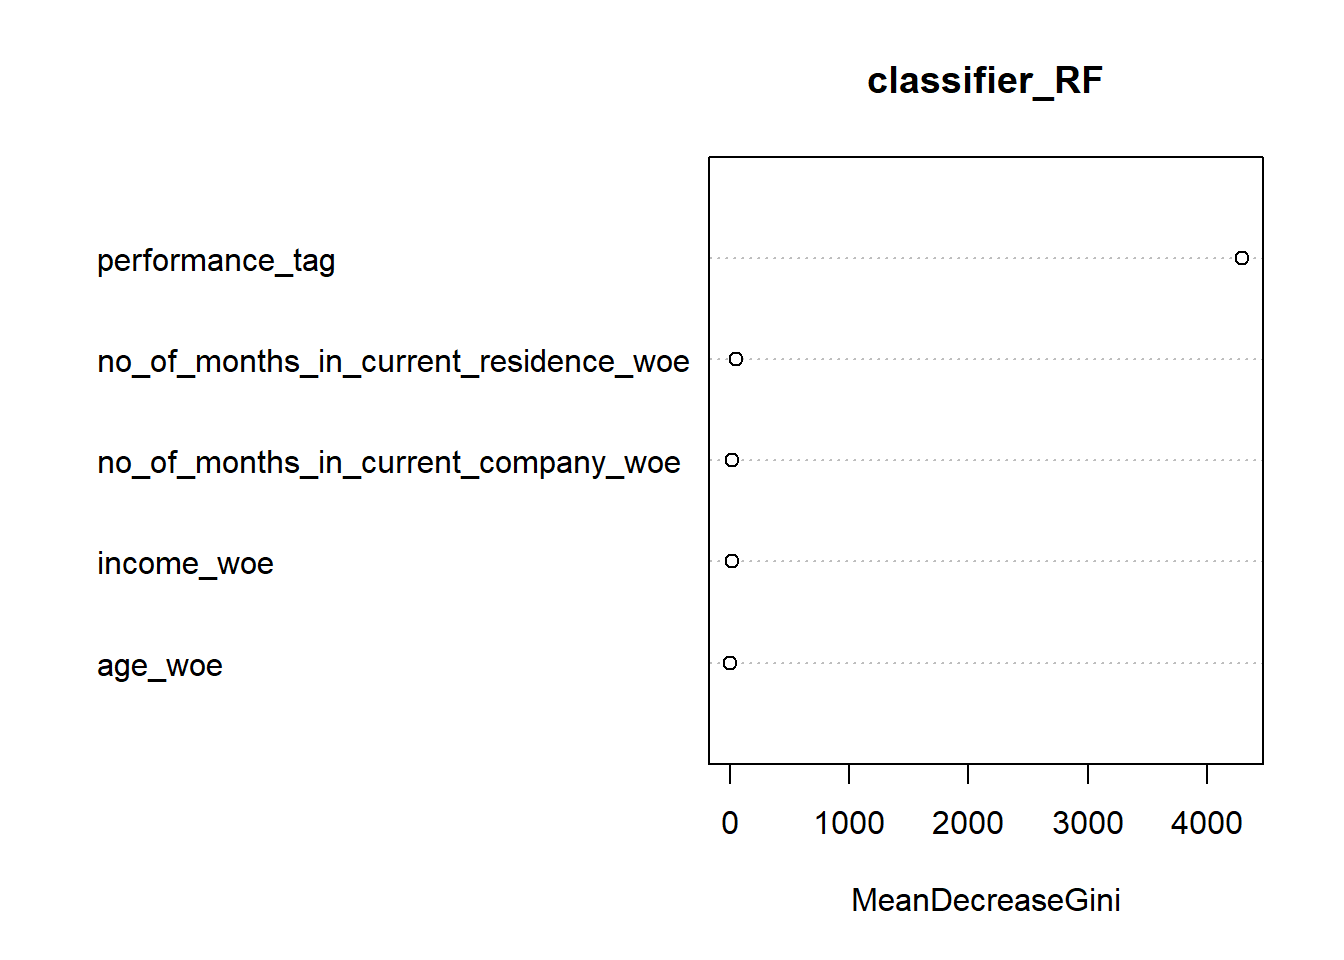 classifier_RF
performance_tag
no_of_months_in_current_residence_woe
no_of_months_in_current_company_woe
income_woe
age_woe
0 1000 2000 3000 4000
MeanDecreaseGini